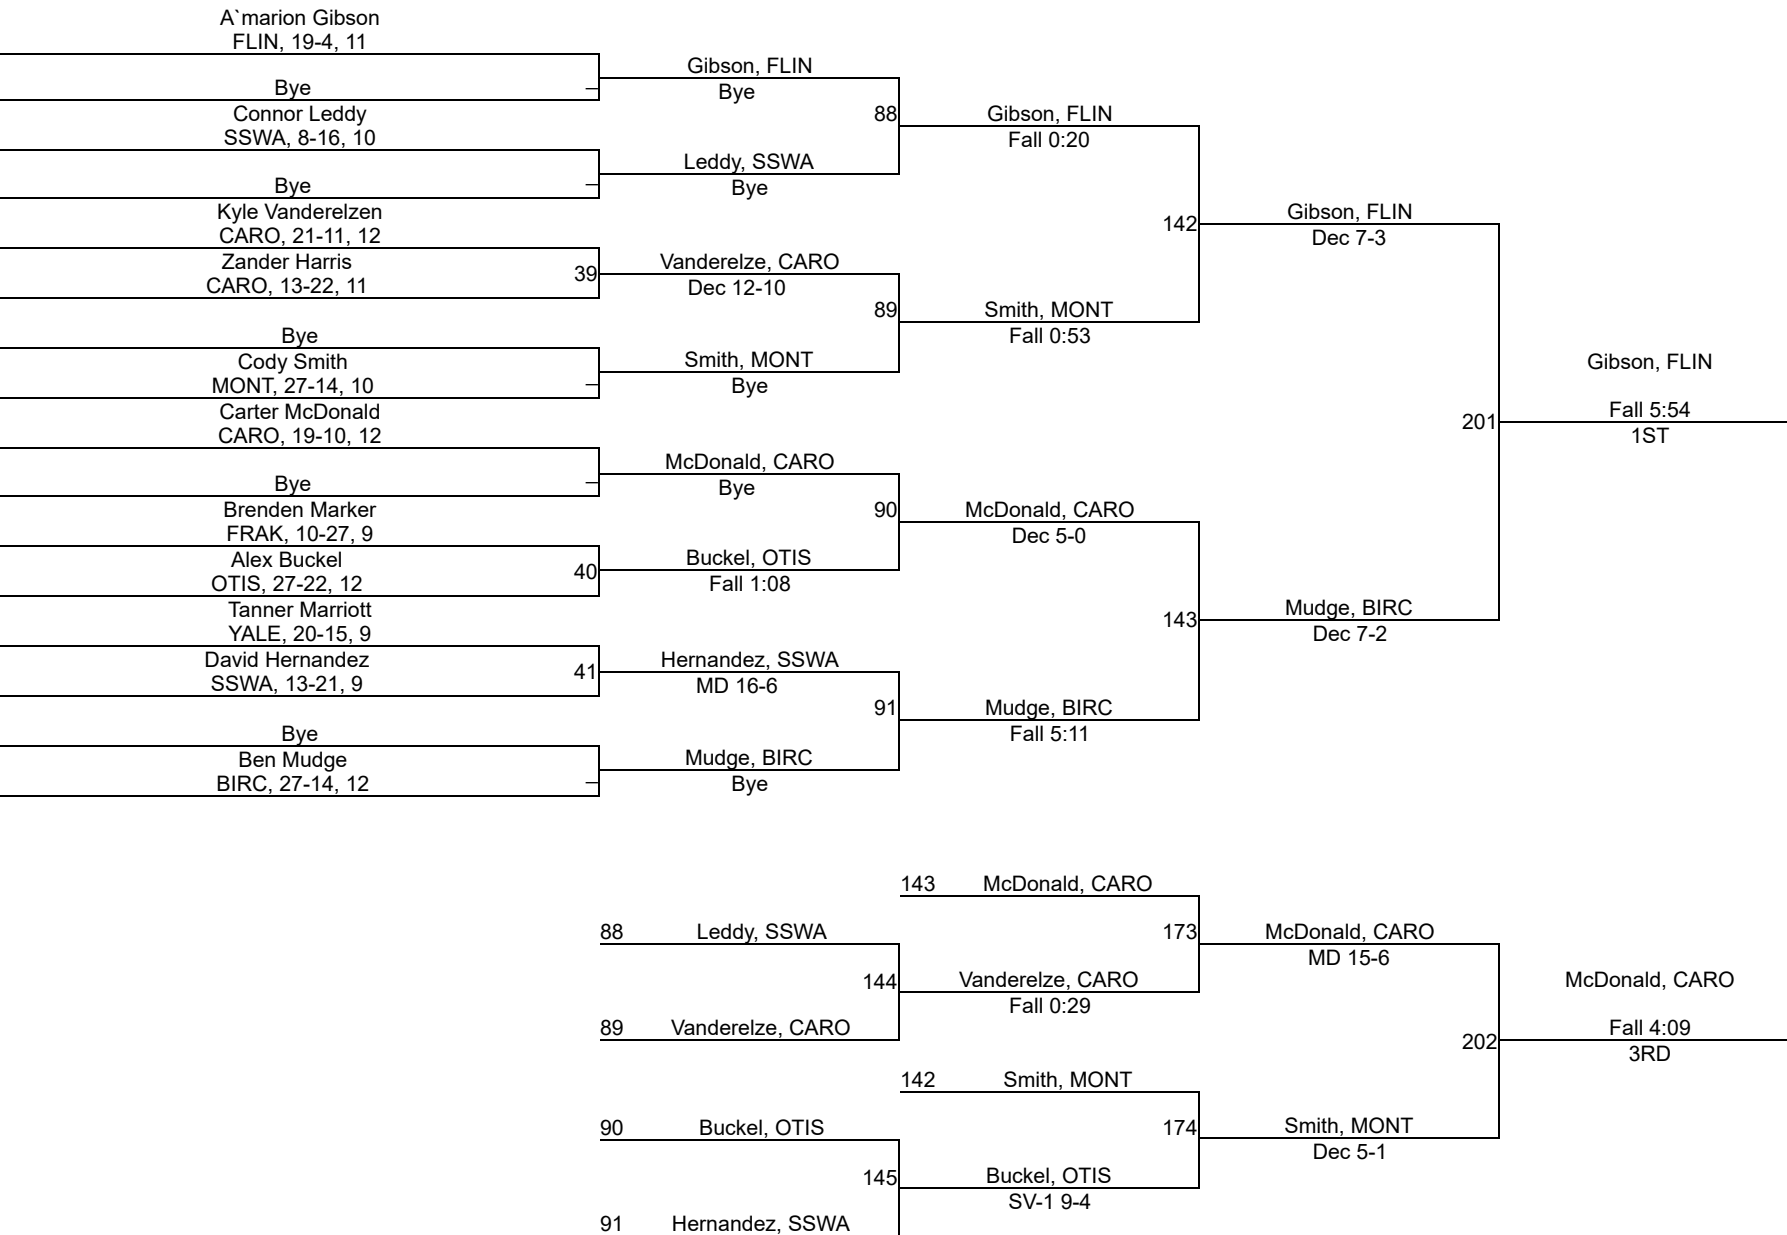 A`marion Gibson
FLIN, 19-4, 11
Bye
Connor Leddy
SSWA, 8-16, 10
Bye
Kyle Vanderelzen
CARO, 21-11, 12
Zander Harris
CARO, 13-22, 11
39
Bye
Cody Smith
MONT, 27-14, 10
Carter McDonald
CARO, 19-10, 12
Bye
Brenden Marker
FRAK, 10-27, 9
Alex Buckel
OTIS, 27-22, 12
40
Tanner Marriott
YALE, 20-15, 9
David Hernandez
SSWA, 13-21, 9
41
Bye
Ben Mudge
BIRC, 27-14, 12
Gibson, FLIN
Bye
88
Leddy, SSWA
Bye
Vanderelze, CARO
Dec 12-10
89
Smith, MONT
Bye
McDonald, CARO
Bye
90
Buckel, OTIS
Fall 1:08
Hernandez, SSWA
MD 16-6
91
Mudge, BIRC
Bye
Gibson, FLIN
Fall 0:20
142
Smith, MONT
Fall 0:53
McDonald, CARO
Dec 5-0
143
Mudge, BIRC
Fall 5:11
Gibson, FLIN
Dec 7-3
201
Mudge, BIRC
Dec 7-2
Gibson, FLIN
Fall 5:54
1ST
143 McDonald, CARO
88 Leddy, SSWA
173
144
Vanderelze, CARO
Fall 0:29
89 Vanderelze, CARO
142 Smith, MONT
90 Buckel, OTIS
174
145
Buckel, OTIS
SV-1 9-4
91 Hernandez, SSWA
McDonald, CARO
MD 15-6
202
Smith, MONT
Dec 5-1
McDonald, CARO
Fall 4:09
3RD